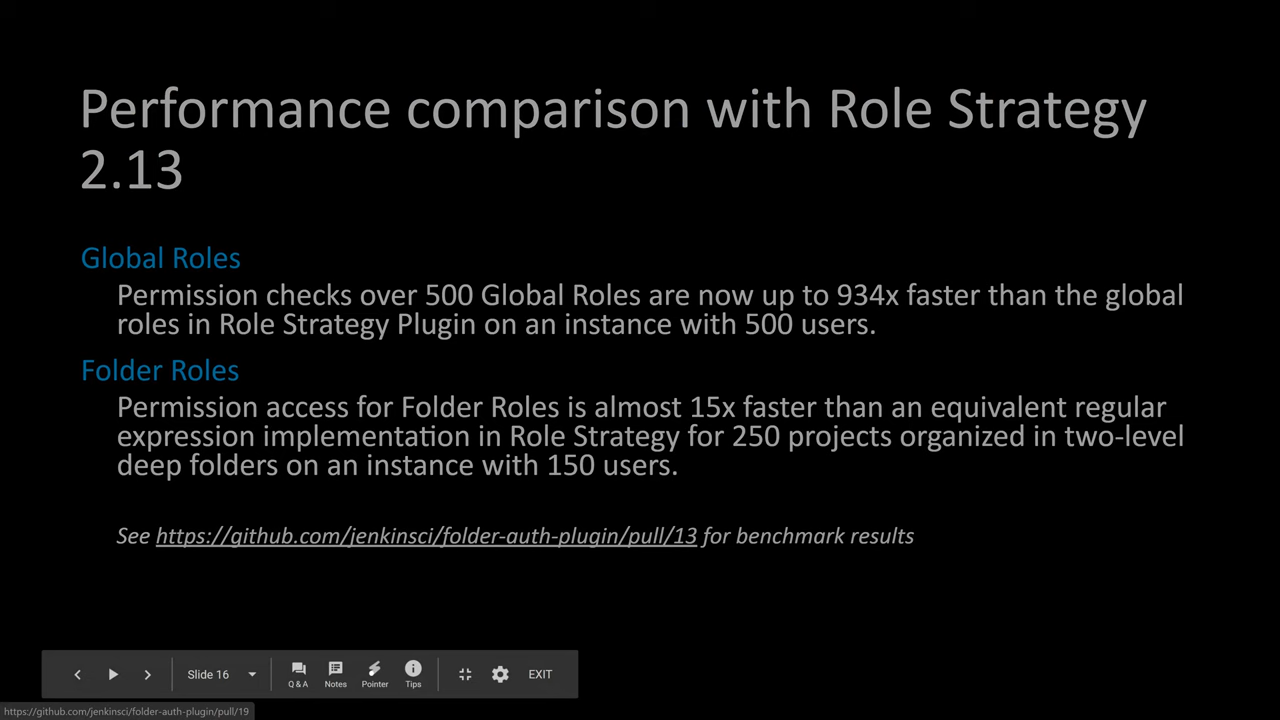 Performance comparison with Role Strategy
2.13
Global Roles
Permission checks over 500 Global Roles are now up to 934x faster than the global
roles in Role Strategy Plugin on an instance with 500 users.
Folder Roles
Permission access for Folder Roles is almost 15x faster than an equivalent regular
expression implementation in Role Strategy for 250 projects organized in two-level
deep folders on an instance with 150 users.
See https://github.com/jenkinsci/folder-auth-plugin/pull/13 for benchmark results
Slide 16
Q & A
Notes
Pointer
Tips
EXIT
https://github.com/jenkinsci/folder-auth-plugin/pull/19